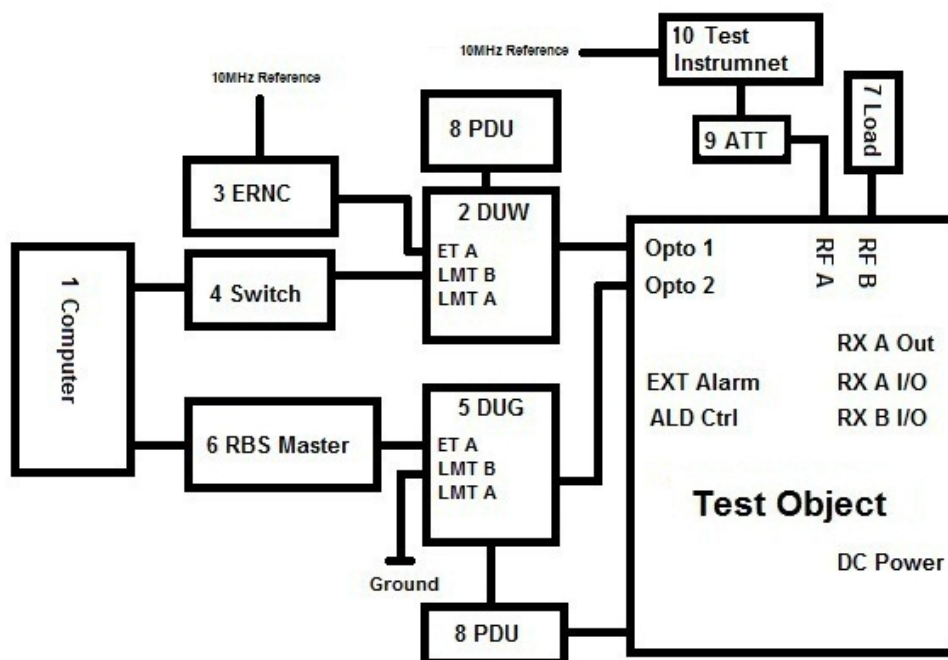 10MHz Reference
10 Test
Instrumnet
10MHz Reference
8 PDU
9 ATT
7 Load
3 ERNC
2 DUW
ET A
LMT B
LMT A
Opto 1
Opto 2
RF A
RF B
1 Computer
4 Switch
RX A Out
EXT Alarm
RX A I/O
ALD Ctrl
RX B I/O
5 DUG
6 RBS Master
ET A
LMT B
LMT A
Test Object
DC Power
Ground
8 PDU